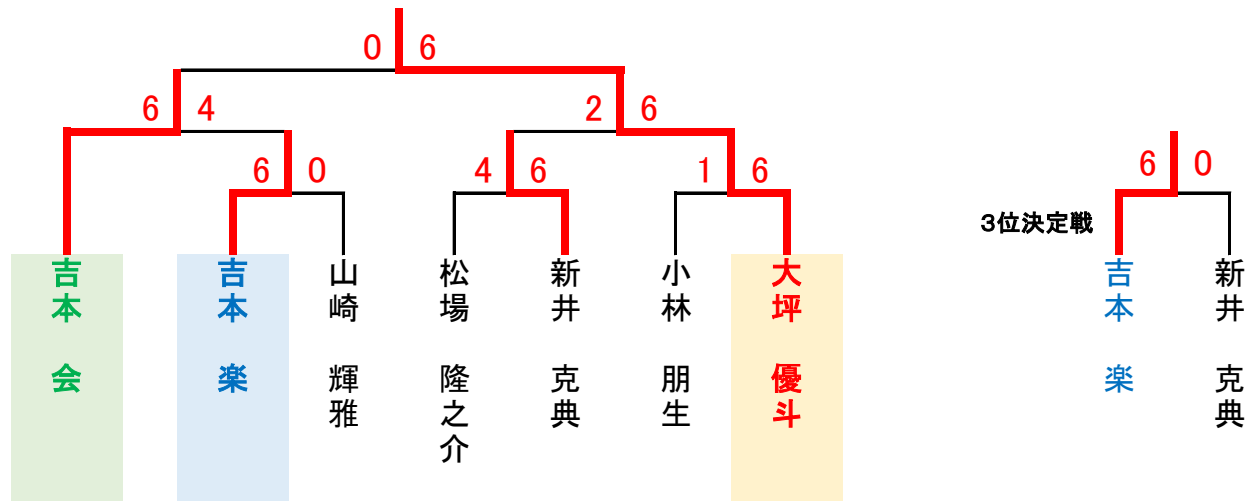 0 6
6 4
2 6
6 0
4 6
1 6
6 0
3位決定戦
吉本 会
吉本 楽
山崎 輝雅
松場 隆之介
新井 克典
小林 朋生
大坪 優斗
吉本 楽
新井 克典